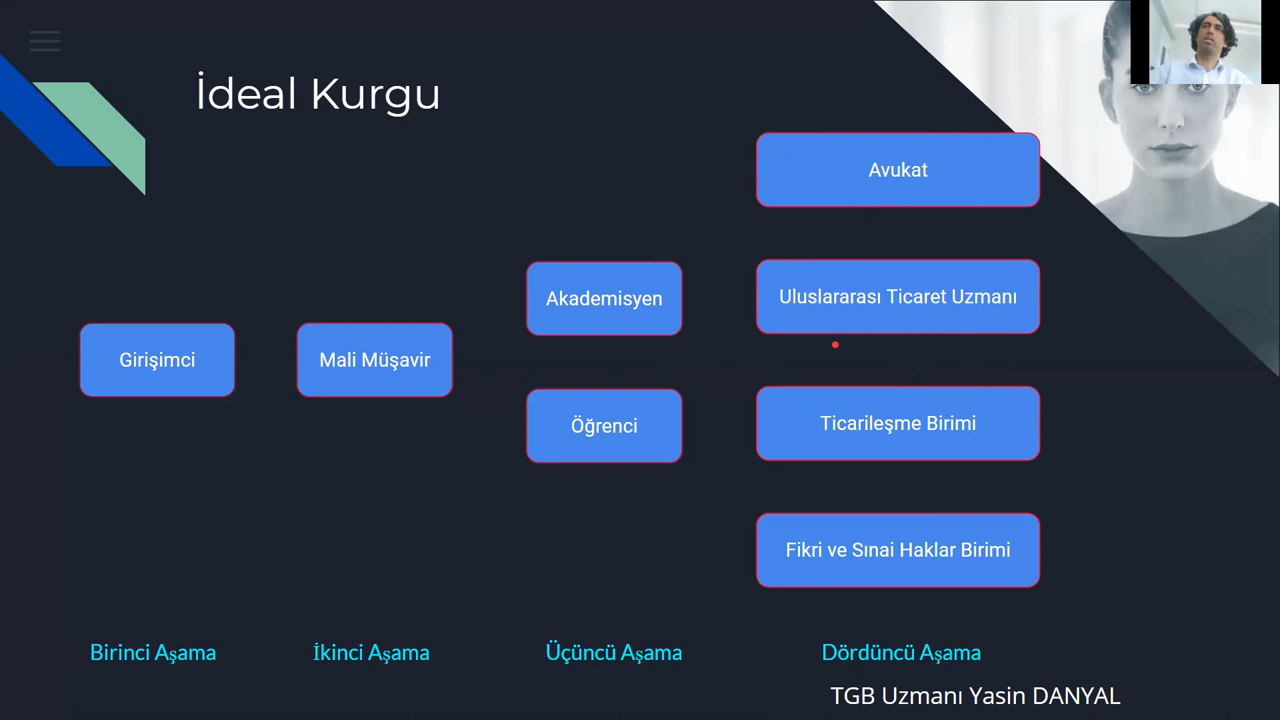 İdeal Kurgu
Avukat
Akademisyen
Uluslararası Ticaret Uzmanı
Girişimci
Mali Müşavir
Öğrenci
Ticarileşme Birimi
Fikri ve Sınai Haklar Birimi
Birinci Aşama
İkinci Aşama
Üçüncü Aşama
Dördüncü Aşama
TGB Uzmanı Yasin DANYAL